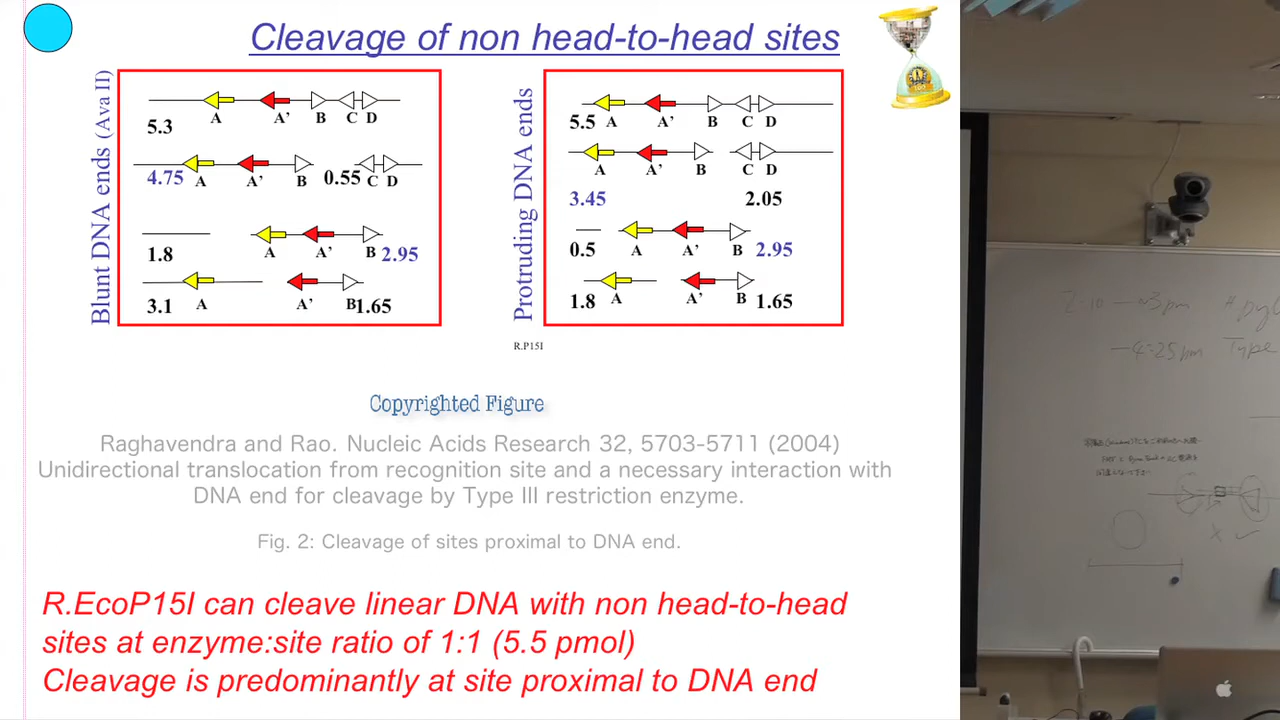 Cleavage of non head-to-head sites
Blunt DNA ends (Ava II)
5.3 A A' B C D
4.75 A A' B 0.55 C D
1.8 A A' B 2.95
3.1 A A' B 1.65
Protruding DNA ends
5.5 A A' B C D
A A' B C D
3.45 2.05
0.5 A A' B 2.95
1.8 A A' B 1.65
R.P15I
Copyrighted Figure
Raghavendra and Rao. Nucleic Acids Research 32, 5703-5711 (2004)
Unidirectional translocation from recognition site and a necessary interaction with
DNA end for cleavage by Type III restriction enzyme.
Fig. 2: Cleavage of sites proximal to DNA end.
R.EcoP15I can cleave linear DNA with non head-to-head
sites at enzyme:site ratio of 1:1 (5.5 pmol)
Cleavage is predominantly at site proximal to DNA end
Type